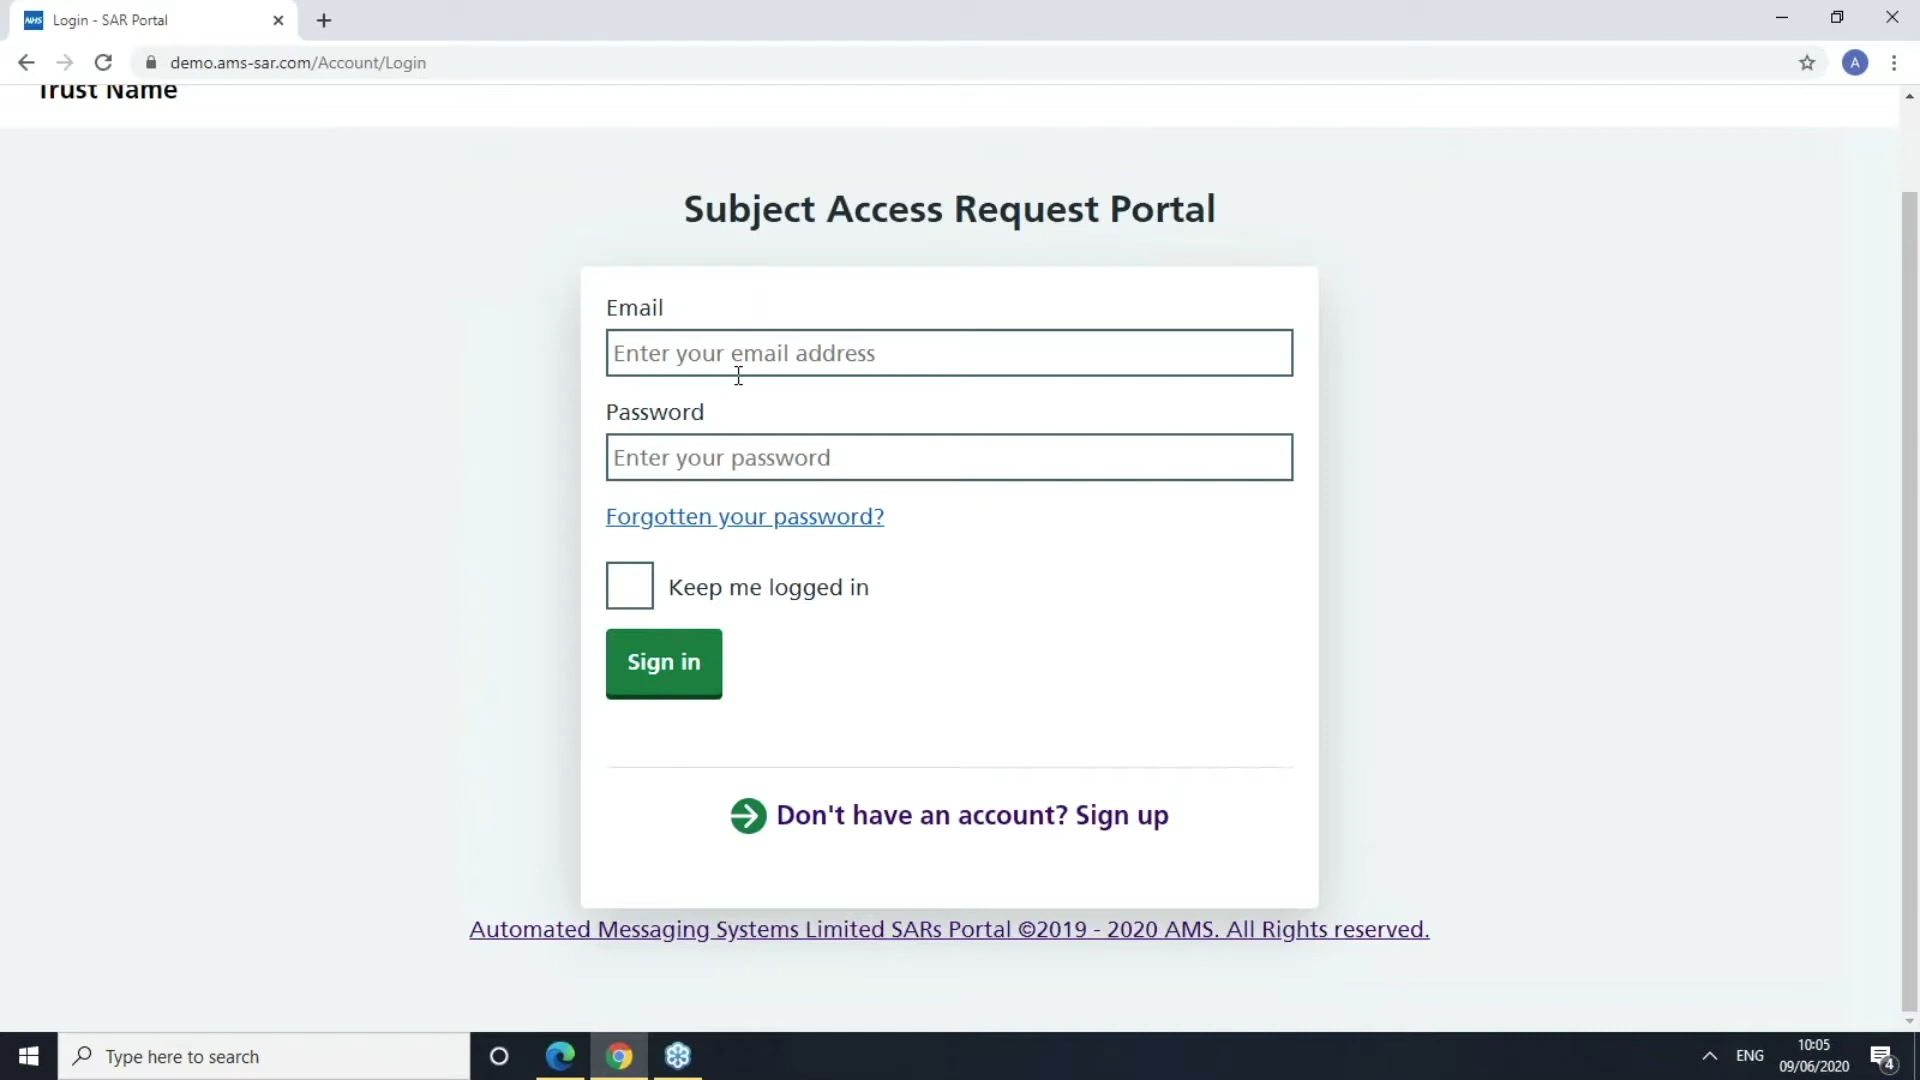 NHS Login - SAR Portal
demo.ams-sar.com/Account/Login
A
Trust Name
Subject Access Request Portal
Email
Enter your email address
Password
Enter your password
Forgotten your password?
Keep me logged in
Sign in
Don't have an account? Sign up
Automated Messaging Systems Limited SARs Portal ©2019 - 2020 AMS. All Rights reserved.
Type here to search
ENG
10:05
09/06/2020
4